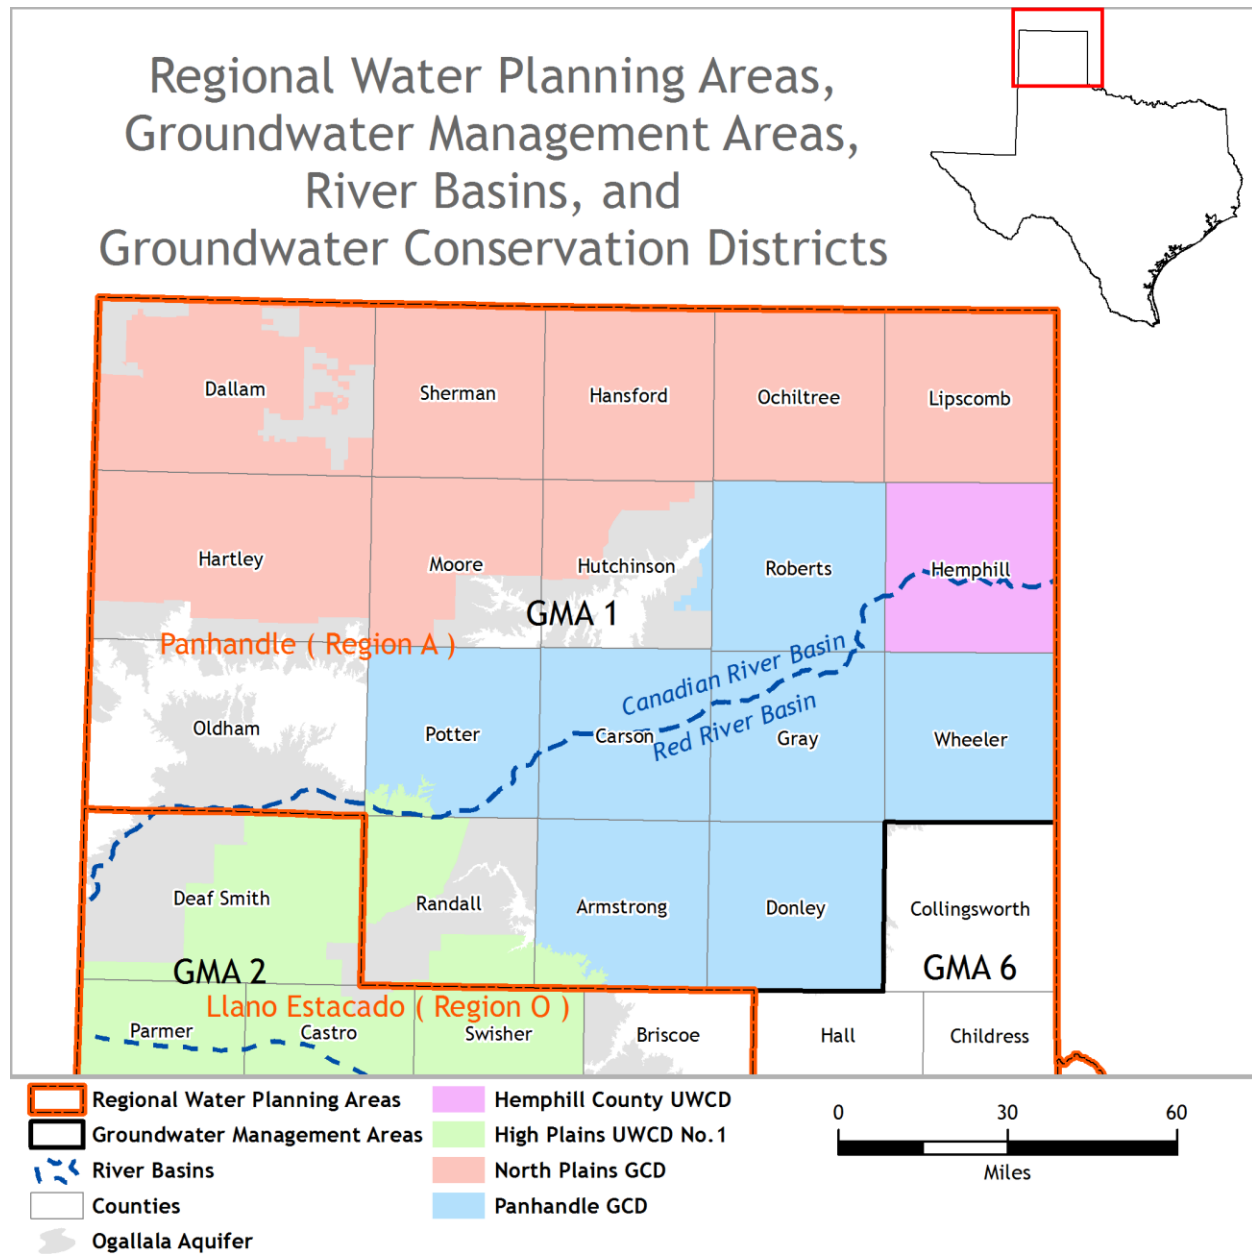 Regional Water Planning Areas,
Groundwater Management Areas,
River Basins, and
Groundwater Conservation Districts
Dallam
Sherman
Hansford
Ochiltree
Lipscomb
Hartley
Moore
Hutchinson
Roberts
Hemphill
GMA 1
Panhandle ( Region A )
Canadian River Basin
Red River Basin
Oldham
Potter
Carson
Gray
Wheeler
Deaf Smith
Randall
Armstrong
Donley
Collingsworth
GMA 2
GMA 6
Llano Estacado ( Region O )
Parmer
Castro
Swisher
Briscoe
Hall
Childress
Regional Water Planning Areas
Groundwater Management Areas
River Basins
Counties
Ogallala Aquifer
Hemphill County UWCD
High Plains UWCD No.1
North Plains GCD
Panhandle GCD
0 30 60
Miles